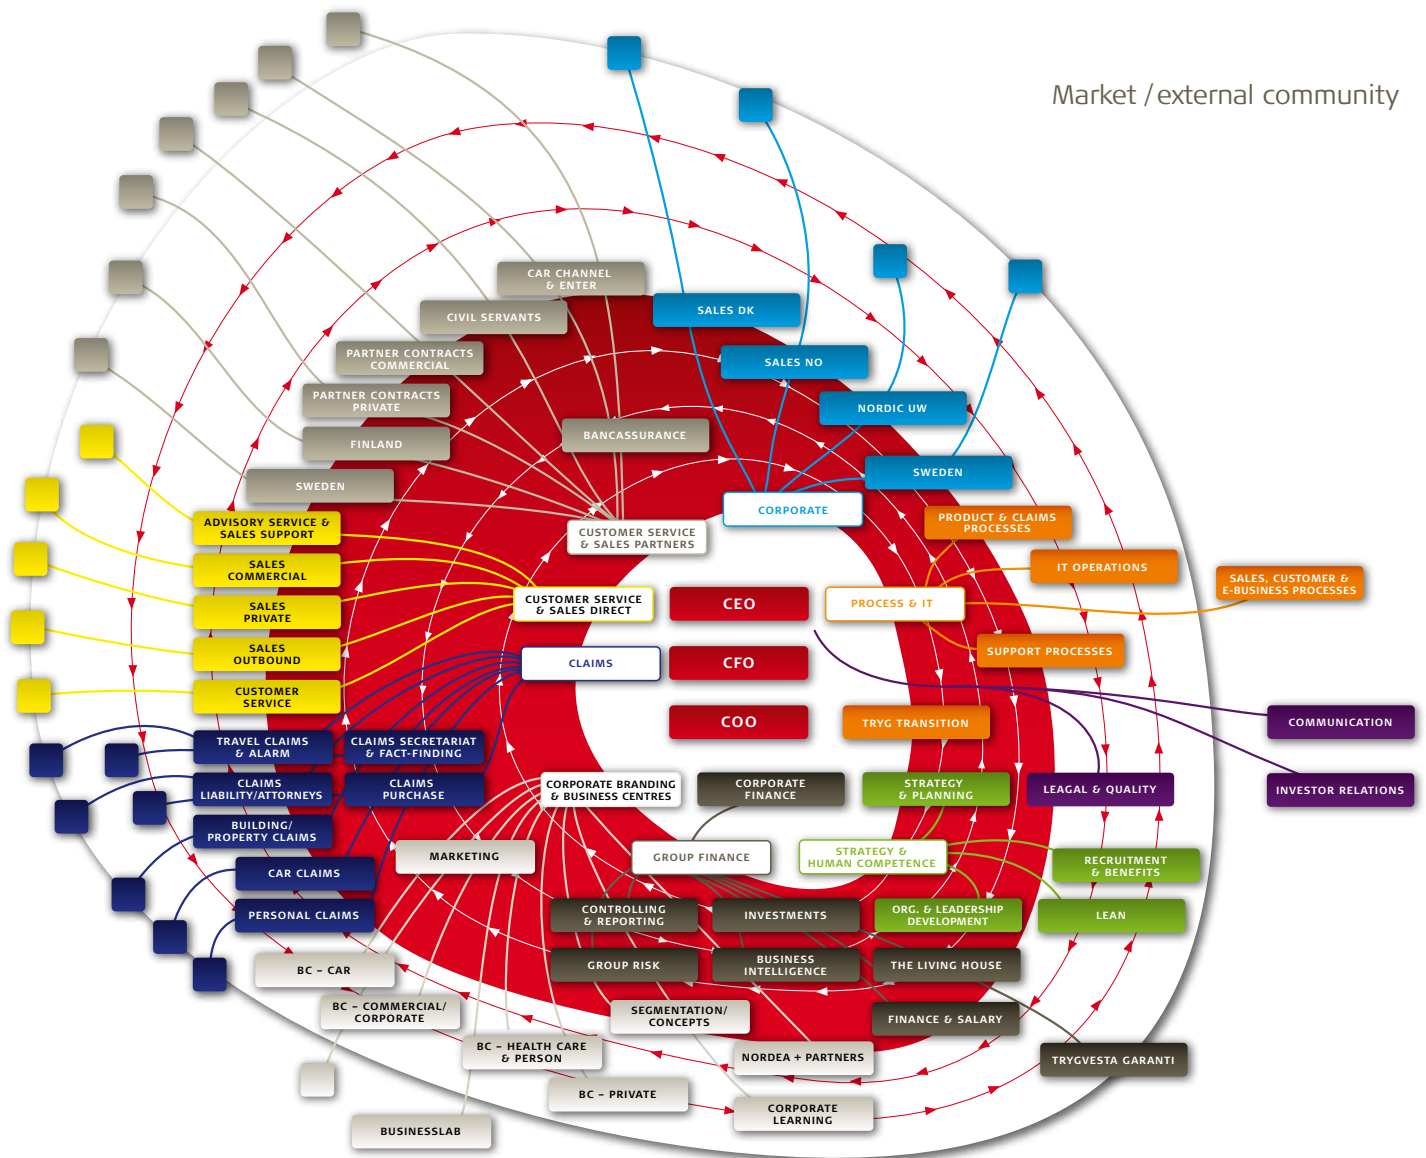 Market / external community
CAR CHANNEL
& ENTER
CIVIL SERVANTS
SALES DK
PARTNER CONTRACTS
COMMERCIAL
SALES NO
PARTNER CONTRACTS
PRIVATE
NORDIC UW
FINLAND
BANCASSURANCE
SWEDEN
SWEDEN
CORPORATE
ADVISORY SERVICE &
SALES SUPPORT
CUSTOMER SERVICE
& SALES PARTNERS
PRODUCT & CLAIMS
PROCESSES
SALES
COMMERCIAL
IT OPERATIONS
SALES, CUSTOMER &
E-BUSINESS PROCESSES
SALES
PRIVATE
CUSTOMER SERVICE
& SALES DIRECT
CEO
PROCESS & IT
SALES
OUTBOUND
CLAIMS
CFO
SUPPORT PROCESSES
CUSTOMER
SERVICE
COO
TRYG TRANSITION
COMMUNICATION
TRAVEL CLAIMS
& ALARM
CLAIMS SECRETARIAT
& FACT-FINDING
CLAIMS
LIABILITY/ATTORNEYS
CLAIMS
PURCHASE
CORPORATE BRANDING
& BUSINESS CENTRES
CORPORATE
FINANCE
STRATEGY
& PLANNING
LEAGAL & QUALITY
INVESTOR RELATIONS
BUILDING/
PROPERTY CLAIMS
MARKETING
GROUP FINANCE
STRATEGY &
HUMAN COMPETENCE
RECRUITMENT
& BENEFITS
CAR CLAIMS
PERSONAL CLAIMS
CONTROLLING
& REPORTING
INVESTMENTS
ORG. & LEADERSHIP
DEVELOPMENT
LEAN
BC – CAR
GROUP RISK
BUSINESS
INTELLIGENCE
THE LIVING HOUSE
BC – COMMERCIAL/
CORPORATE
SEGMENTATION/
CONCEPTS
FINANCE & SALARY
BC – HEALTH CARE
& PERSON
NORDEA + PARTNERS
TRYGVESTA GARANTI
BC – PRIVATE
CORPORATE
LEARNING
BUSINESSLAB